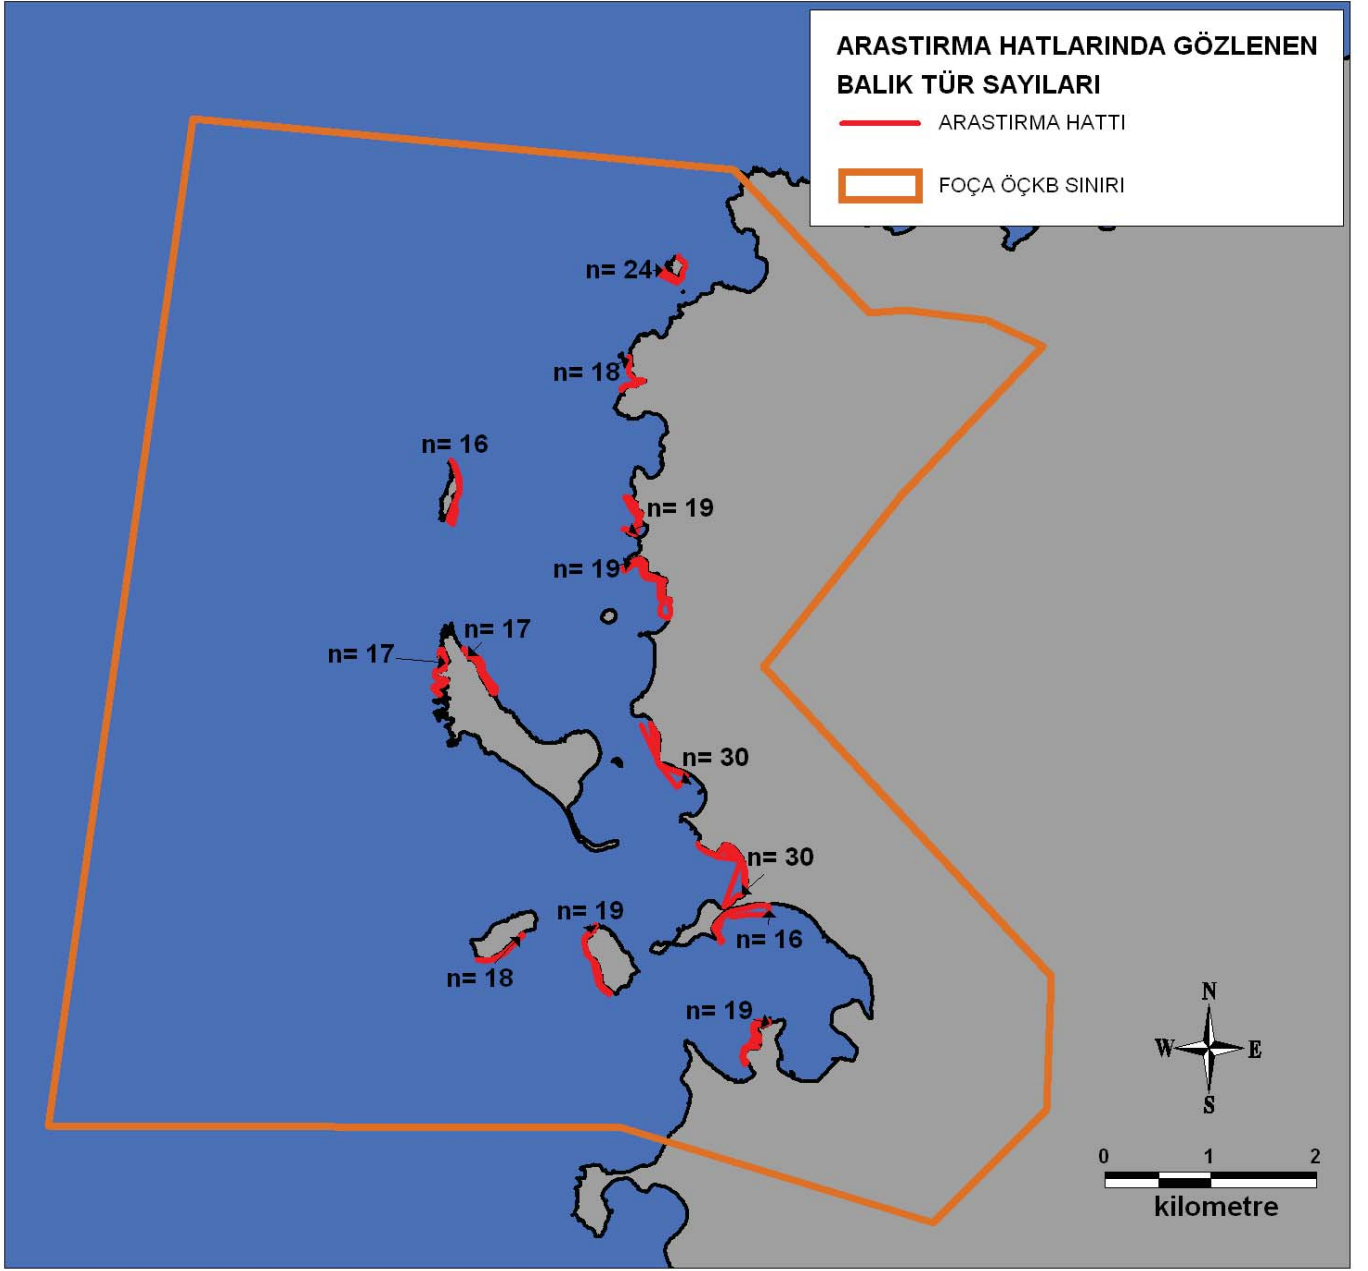 ARASTIRMA HATLARINDA GÖZLENEN
BALIK TÜR SAYILARI
ARASTIRMA HATTI
FOÇA ÖÇKB SINIRI
n= 24
n= 18
n= 16
n= 19
n= 19
n= 17
n= 17
n= 30
n= 30
n= 19
n= 16
n= 18
n= 19
N
W E
S
0 1 2
kilometre